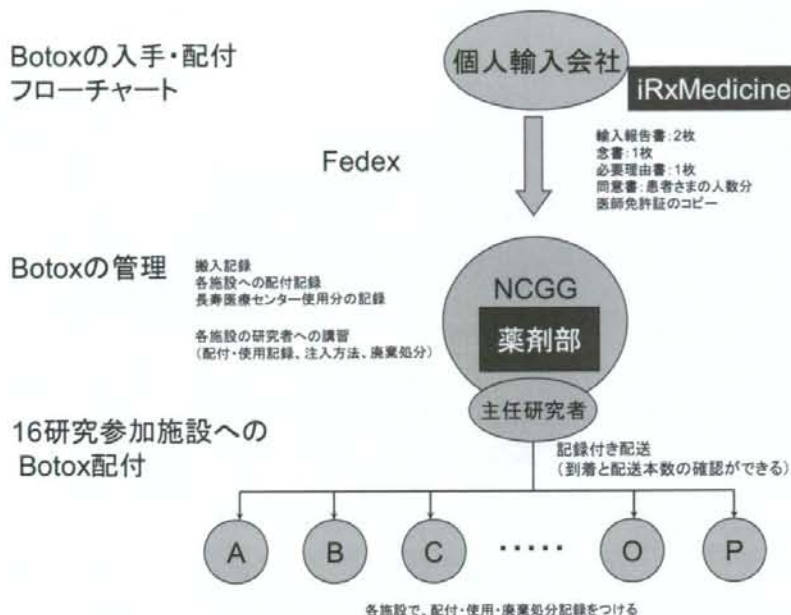 Botoxの入手・配付
フローチャート
個人輸入会社
iRxMedicine
Fedex
輸入報告書:2枚
念書:1枚
必要理由書:1枚
同意書:患者さまの人数分
医師免許証のコピー
Botoxの管理
搬入記録
各施設への配付記録
長寿医療センター使用分の記録
各施設の研究者への講習
(配付・使用記録、注入方法、廃棄処分)
NCGG
薬剤部
主任研究者
16研究参加施設への
Botox配付
記録付き配送
(到着と配送本数の確認ができる)
A B C ・・・・・ O P
各施設で、配付・使用・廃棄処分記録をつける